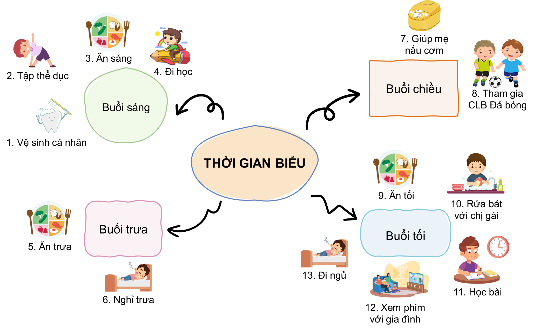 THỜI GIAN BIỂU
Buổi sáng
1. Vệ sinh cá nhân
2. Tập thể dục
3. Ăn sáng
4. Đi học
Buổi trưa
5. Ăn trưa
6. Nghỉ trưa
Buổi chiều
7. Giúp mẹ
nấu cơm
8. Tham gia
CLB Đá bóng
Buổi tối
9. Ăn tối
10. Rửa bát
với chị gái
11. Học bài
12. Xem phim
với gia đình
13. Đi ngủ